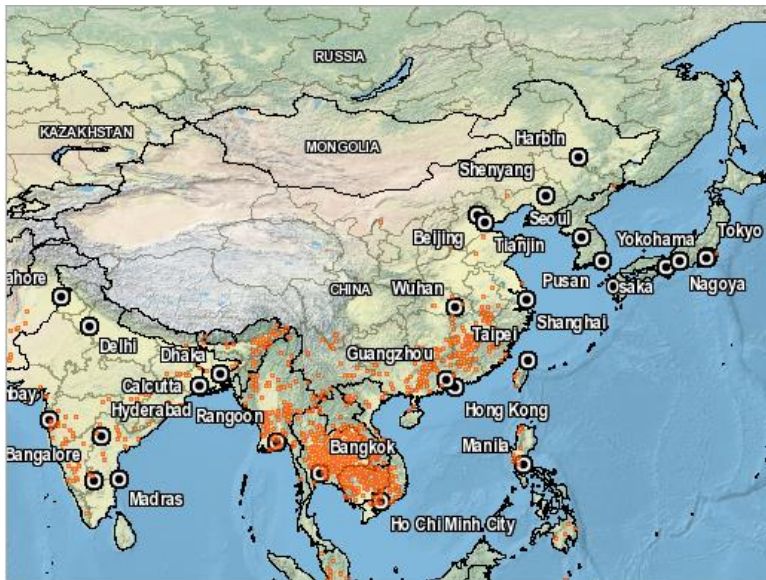 RUSSIA
KAZAKHSTAN
MONGOLIA
Harbin
Shenyang
Beijing
Tianjin
Seoul
Yokohama
Tokyo
Pusan
Osaka
Nagoya
ahore
CHINA
Wuhan
Shanghai
Delhi
Taipei
Dhaka
Guangzhou
Calcutta
Hong Kong
Hyderabad
Rangoon
Bangalore
Bangkok
Manila
Madras
Ho Chi Minh City